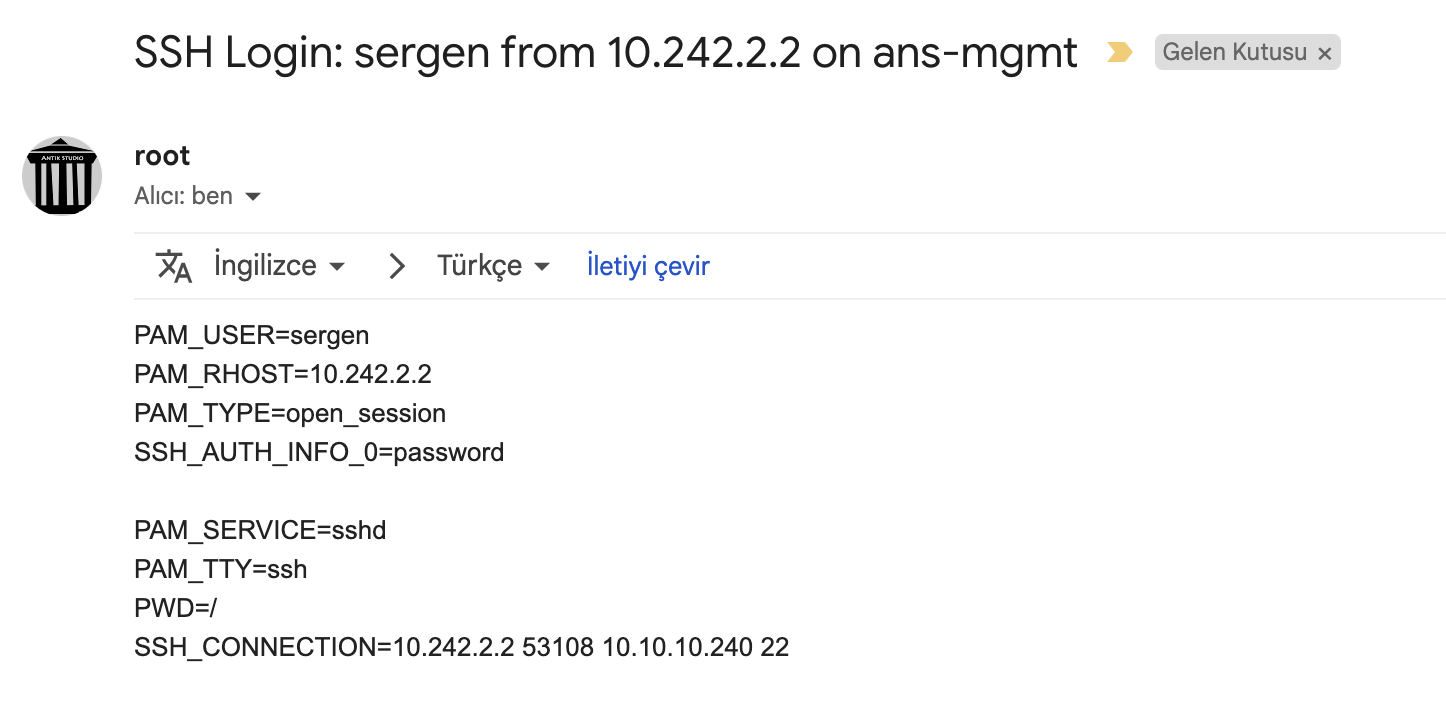 SSH Login: sergen from 10.242.2.2 on ans-mgmt
Gelen Kutusu ×
ANTIK STUDIO
root
Alıcı: ben
İngilizce
Türkçe
İletiyi çevir
PAM_USER=sergen
PAM_RHOST=10.242.2.2
PAM_TYPE=open_session
SSH_AUTH_INFO_0=password
PAM_SERVICE=sshd
PAM_TTY=ssh
PWD=/
SSH_CONNECTION=10.242.2.2 53108 10.10.10.240 22